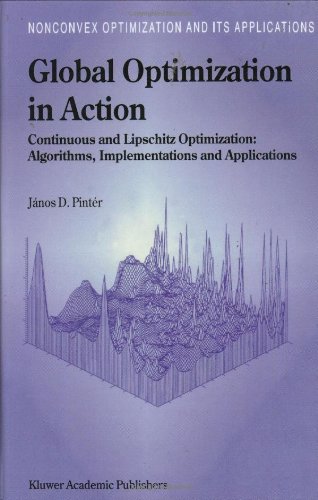 NONCONVEX OPTIMIZATION AND ITS APPLICATIONS
Global Optimization
in Action
Continuous and Lipschitz Optimization:
Algorithms, Implementations and Applications
János D. Pintér
Kluwer Academic Publishers